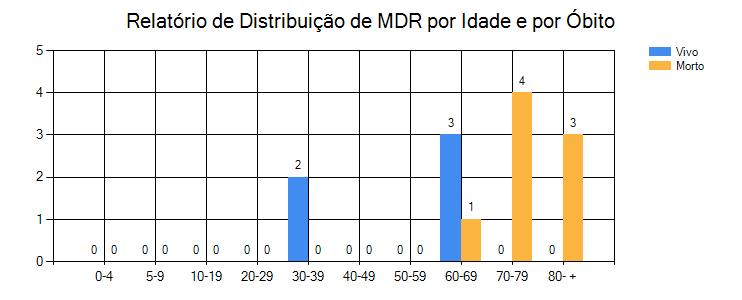 Relatório de Distribuição de MDR por Idade e por Óbito
Vivo
Morto
5
4
3
2
1
0
0 0 0 0 0 0 0 0 2 0 0 0 0 0 3 1 0 4 0 3
0-4 5-9 10-19 20-29 30-39 40-49 50-59 60-69 70-79 80- +